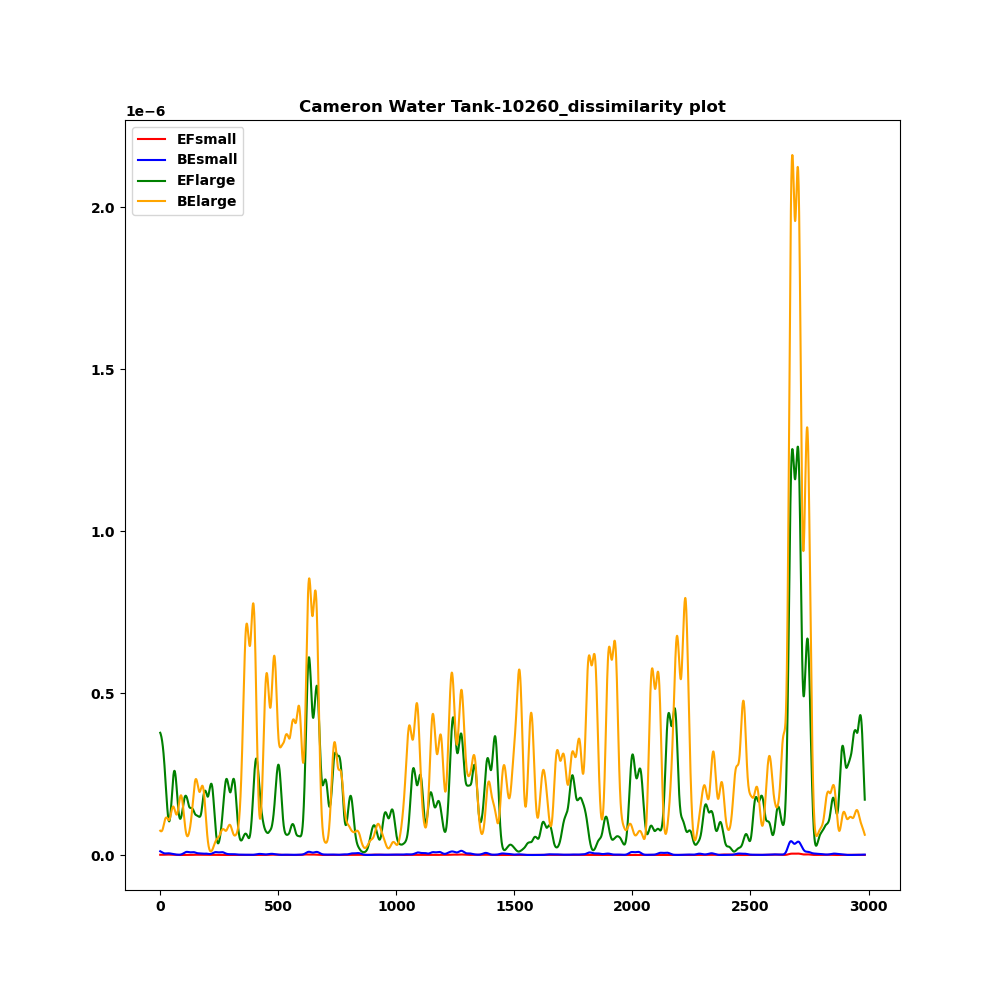 Cameron Water Tank-10260_dissimilarity plot
1e−6
EFsmall
BEsmall
EFlarge
BElarge
2.0
1.5
1.0
0.5
0.0
0 500 1000 1500 2000 2500 3000